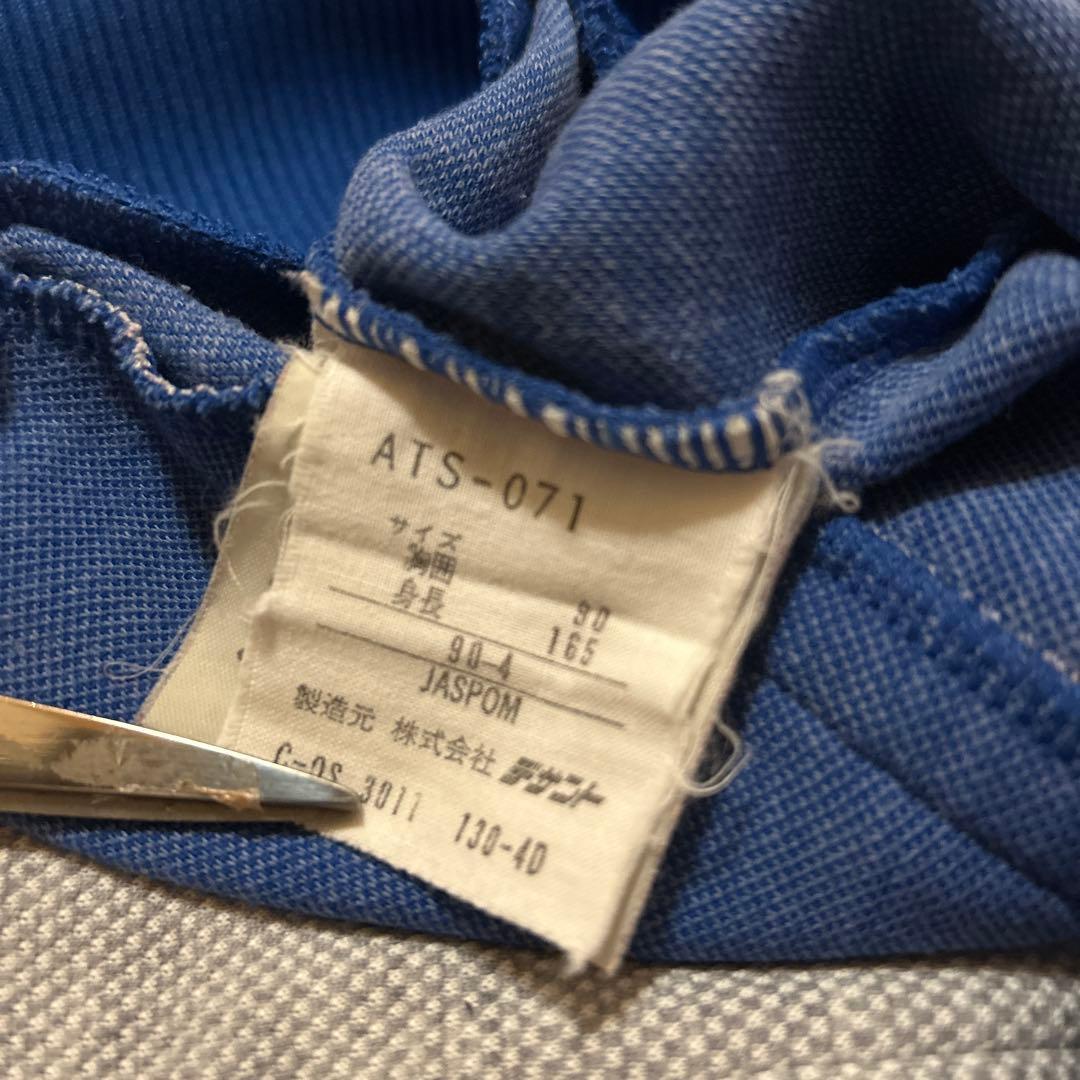 ATS-071
サイズ
胸囲 90
身長 165
90-4
JASPOM
製造元 株式会社 デサント
C-OS 3011 130-4D